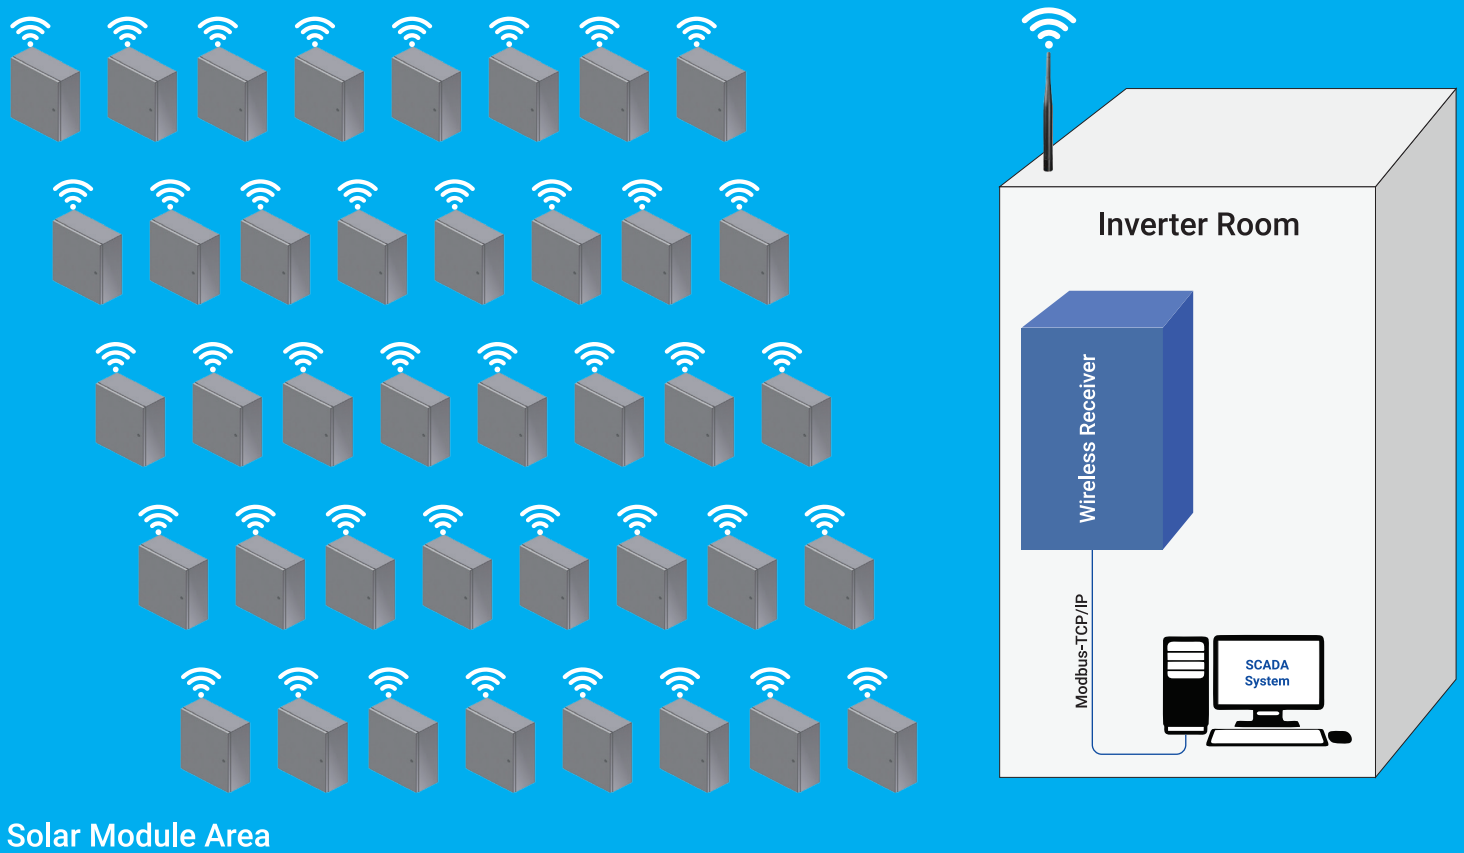 Inverter Room
Wireless Receiver
Modbus-TCP/IP
SCADA
System
Solar Module Area